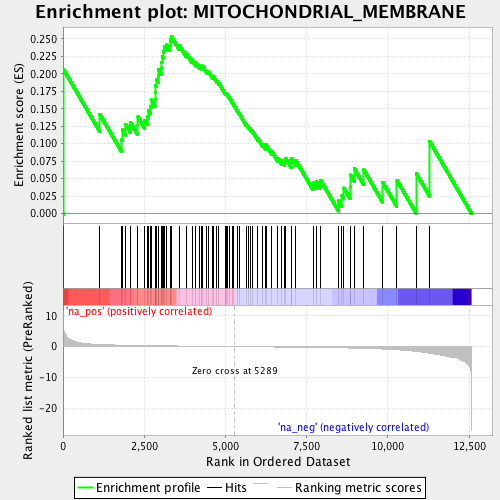 Enrichment plot: MITOCHONDRIAL_MEMBRANE
Enrichment score (ES)
0.250
0.225
0.200
0.175
0.150
0.125
0.100
0.075
0.050
0.025
0.000
'na_pos' (positively correlated)
Ranked list metric (PreRanked)
10
5
0
-5
-10
-15
-20
Zero cross at 5289
'na_neg' (negatively correlated)
0
2,500
5,000
7,500
10,000
12,500
Rank in Ordered Dataset
Enrichment profile
Hits
Ranking metric scores